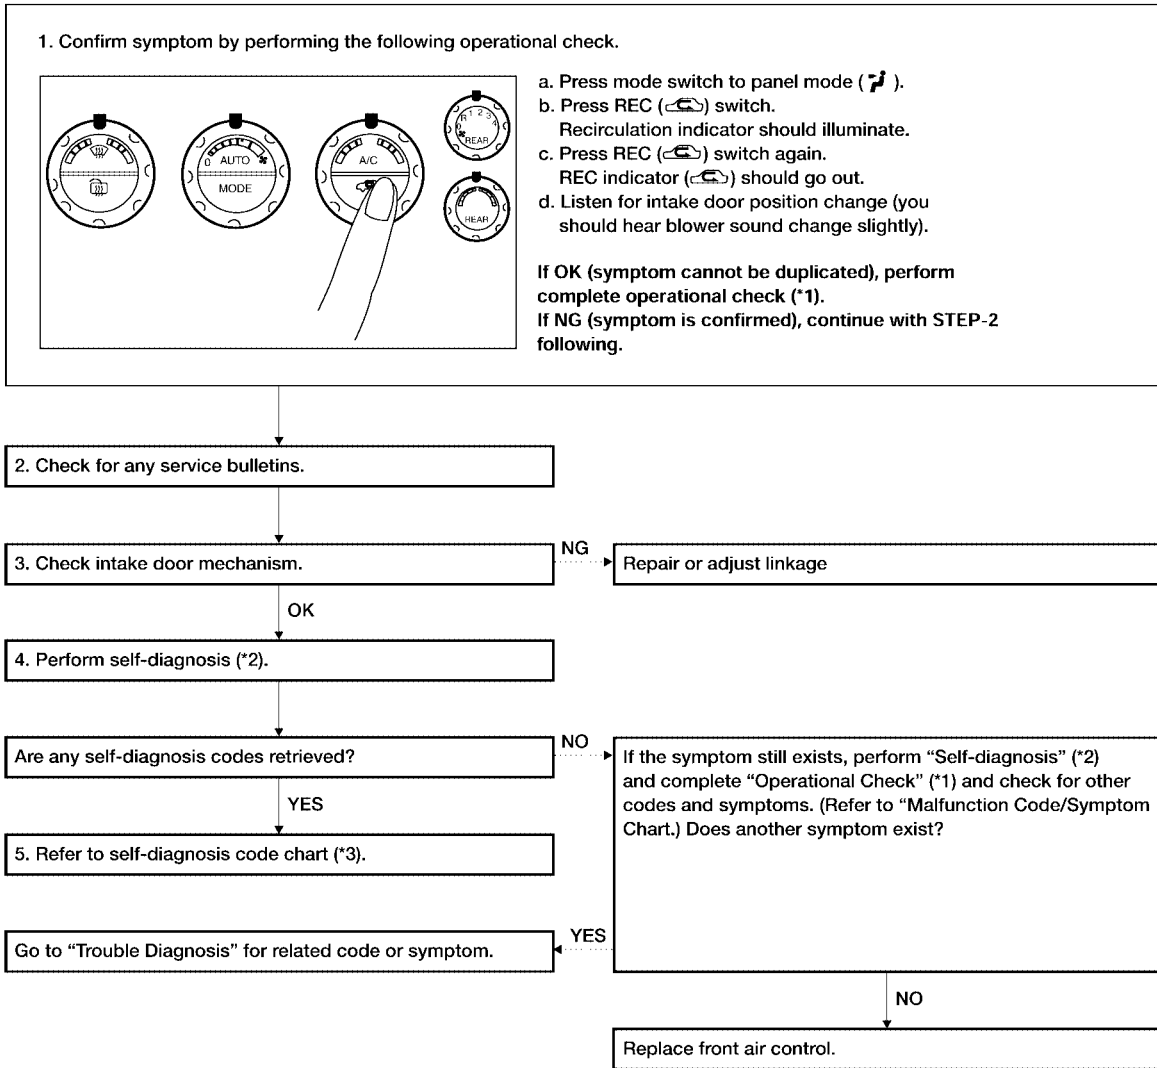 1. Confirm symptom by performing the following operational check.
0 AUTO
MODE
A/C
R 1 2 3 4
0
REAR
REAR
a. Press mode switch to panel mode ( ).
b. Press REC ( ) switch.
Recirculation indicator should illuminate.
c. Press REC ( ) switch again.
REC indicator ( ) should go out.
d. Listen for intake door position change (you
should hear blower sound change slightly).
If OK (symptom cannot be duplicated), perform
complete operational check (*1).
If NG (symptom is confirmed), continue with STEP-2
following.
2. Check for any service bulletins.
3. Check intake door mechanism.
NG
Repair or adjust linkage
OK
4. Perform self-diagnosis (*2).
Are any self-diagnosis codes retrieved?
NO
If the symptom still exists, perform “Self-diagnosis” (*2)
and complete “Operational Check” (*1) and check for other
codes and symptoms. (Refer to “Malfunction Code/Symptom
Chart.) Does another symptom exist?
YES
5. Refer to self-diagnosis code chart (*3).
YES
Go to “Trouble Diagnosis” for related code or symptom.
NO
Replace front air control.